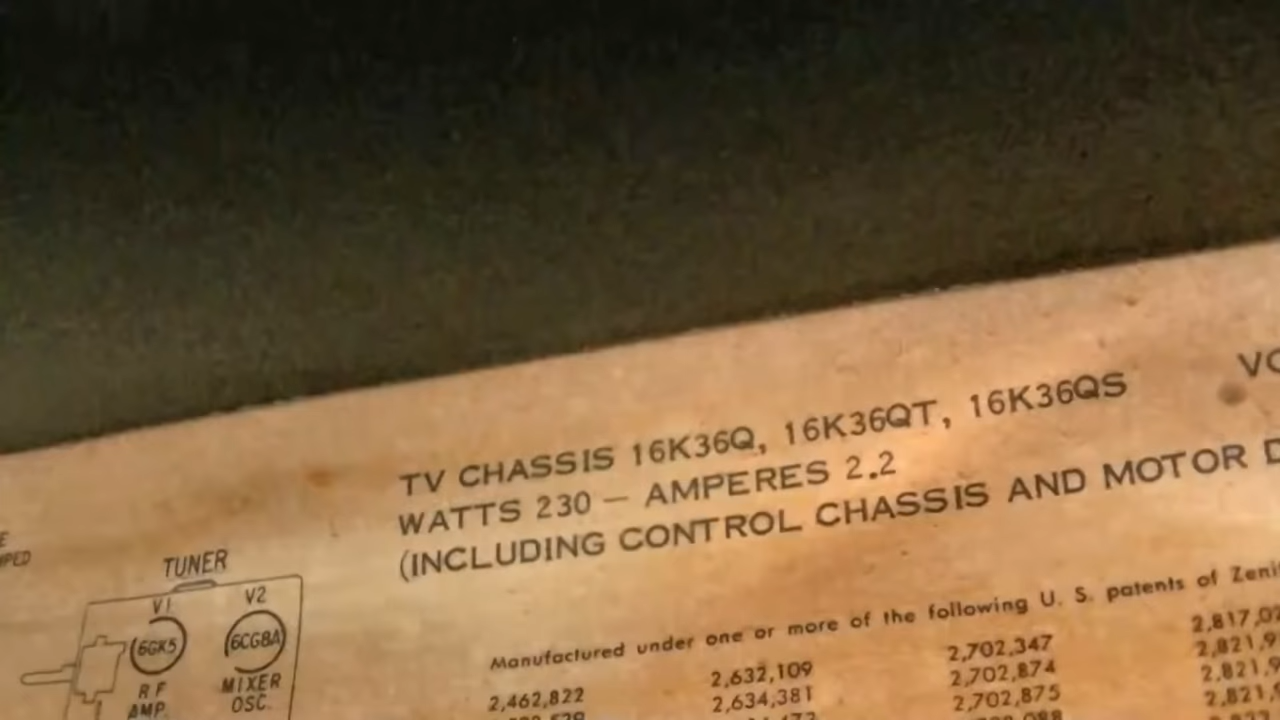 TV CHASSIS 16K36Q, 16K36QT, 16K36QS
WATTS 230 — AMPERES 2.2
(INCLUDING CONTROL CHASSIS AND MOTOR
TUNER
V1 V2
6GK5 6CG8A
RF MIXER
AMP. OSC.
Manufactured under one or more of the following U. S. patents of
2,462,822 2,632,109 2,702,347
2,634,381 2,702,874
2,702,875